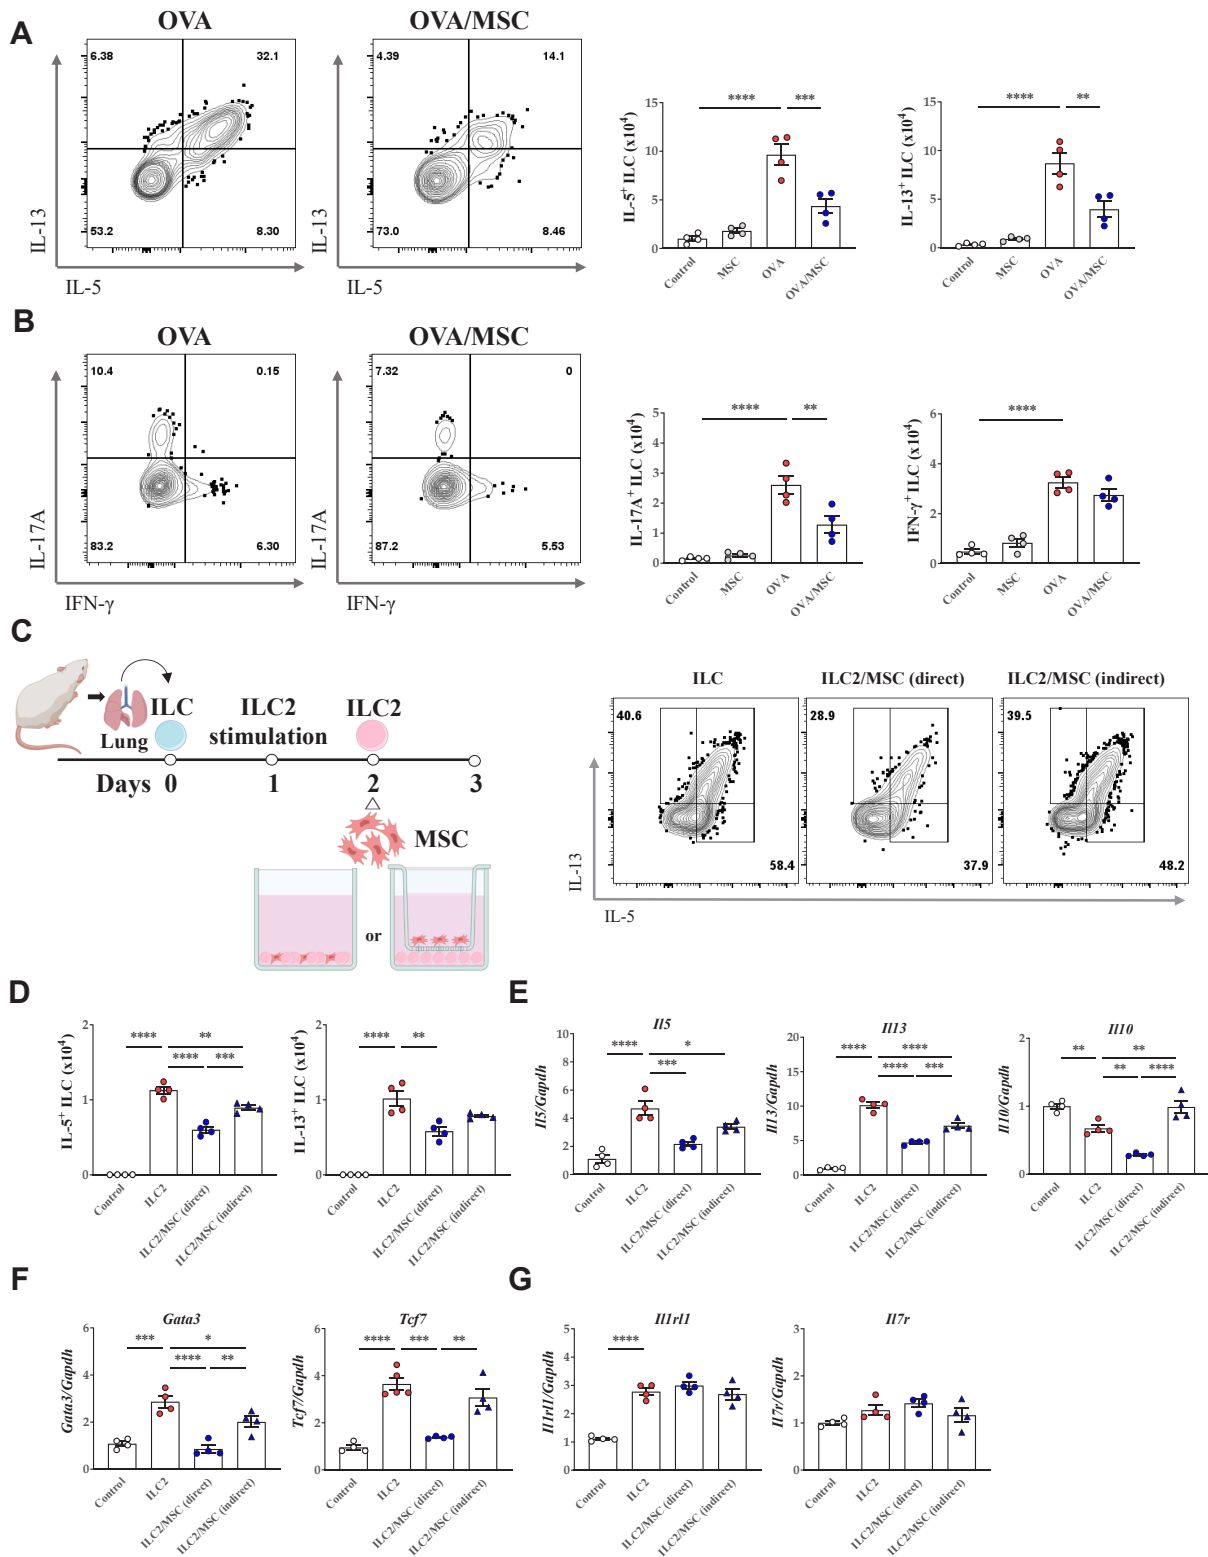 A
OVA
OVA/MSC
6.38
32.1
53.2
8.30
IL-13
IL-5
4.39
14.1
73.0
8.46
IL-13
IL-5
IL-5+ ILC (x10⁴)
15
10
5
0
**** ***
Control
MSC
OVA
OVA/MSC
IL-13+ ILC (x10⁴)
15
10
5
0
**** **
Control
MSC
OVA
OVA/MSC
B
OVA
OVA/MSC
10.4
0.15
83.2
6.30
IL-17A
IFN-γ
7.32
0
87.2
5.53
IL-17A
IFN-γ
IL-17A+ ILC (x10⁴)
5
4
3
2
1
0
**** **
Control
MSC
OVA
OVA/MSC
IFN-γ+ ILC (x10⁴)
6
4
2
0
****
Control
MSC
OVA
OVA/MSC
C
Lung
ILC
ILC2
stimulation
ILC2
Days 0 1 2 3
MSC
or
ILC
ILC2/MSC (direct)
ILC2/MSC (indirect)
40.6
58.4
28.9
37.9
39.5
48.2
IL-13
IL-5
D
IL-5+ ILC (x10⁴)
2
1
0
**** **
**** ***
Control
ILC2
ILC2/MSC (direct)
ILC2/MSC (indirect)
IL-13+ ILC (x10⁴)
2
1
0
**** **
Control
ILC2
ILC2/MSC (direct)
ILC2/MSC (indirect)
E
Il5
Il5/Gapdh
10
8
6
4
2
0
**** *
***
Control
ILC2
ILC2/MSC (direct)
ILC2/MSC (indirect)
Il13
Il13/Gapdh
15
10
5
0
**** ****
**** ***
Control
ILC2
ILC2/MSC (direct)
ILC2/MSC (indirect)
Il10
Il10/Gapdh
2
1
0
** **
** ****
Control
ILC2
ILC2/MSC (direct)
ILC2/MSC (indirect)
F
Gata3
Gata3/Gapdh
6
4
2
0
*** *
**** **
Control
ILC2
ILC2/MSC (direct)
ILC2/MSC (indirect)
Tcf7
Tcf7/Gapdh
6
4
2
0
**** *** **
Control
ILC2
ILC2/MSC (direct)
ILC2/MSC (indirect)
G
Il1rl1
Il1rl1/Gapdh
5
4
3
2
1
0
****
Control
ILC2
ILC2/MSC (direct)
ILC2/MSC (indirect)
Il7r
Il7r/Gapdh
3
2
1
0
Control
ILC2
ILC2/MSC (direct)
ILC2/MSC (indirect)